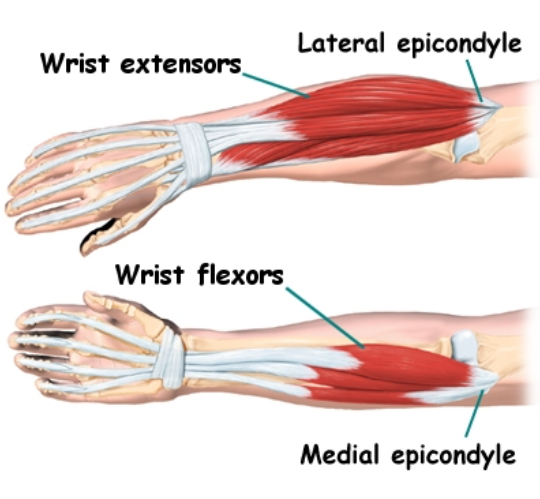 Lateral epicondyle
Wrist extensors
Wrist flexors
Medial epicondyle